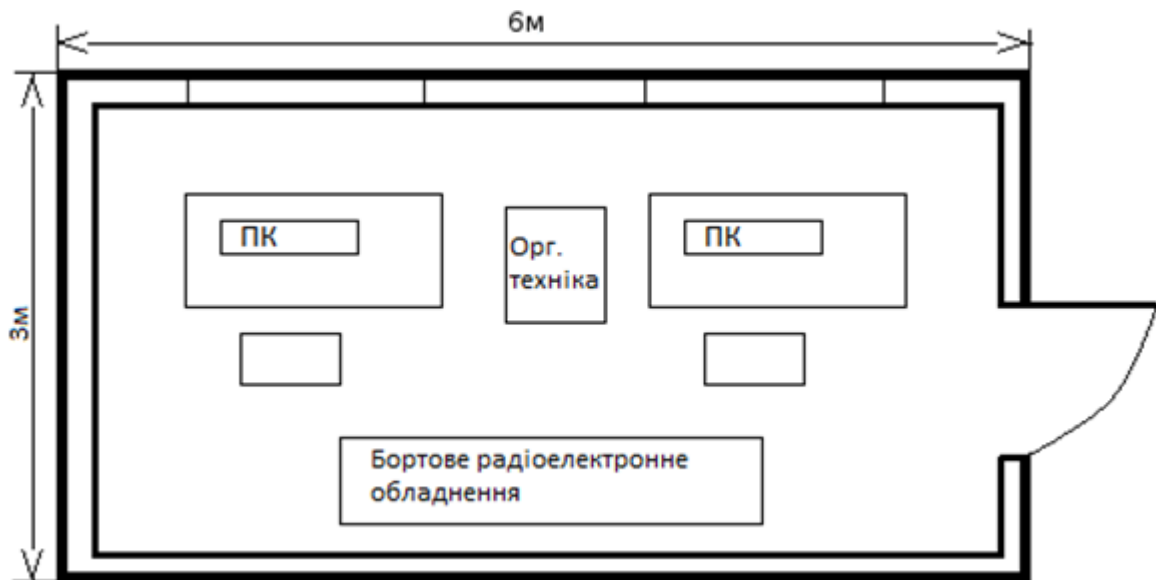 6м
ПК
Орг.
техніка
ПК
3м
Бортове радіоелектронне
обладнення